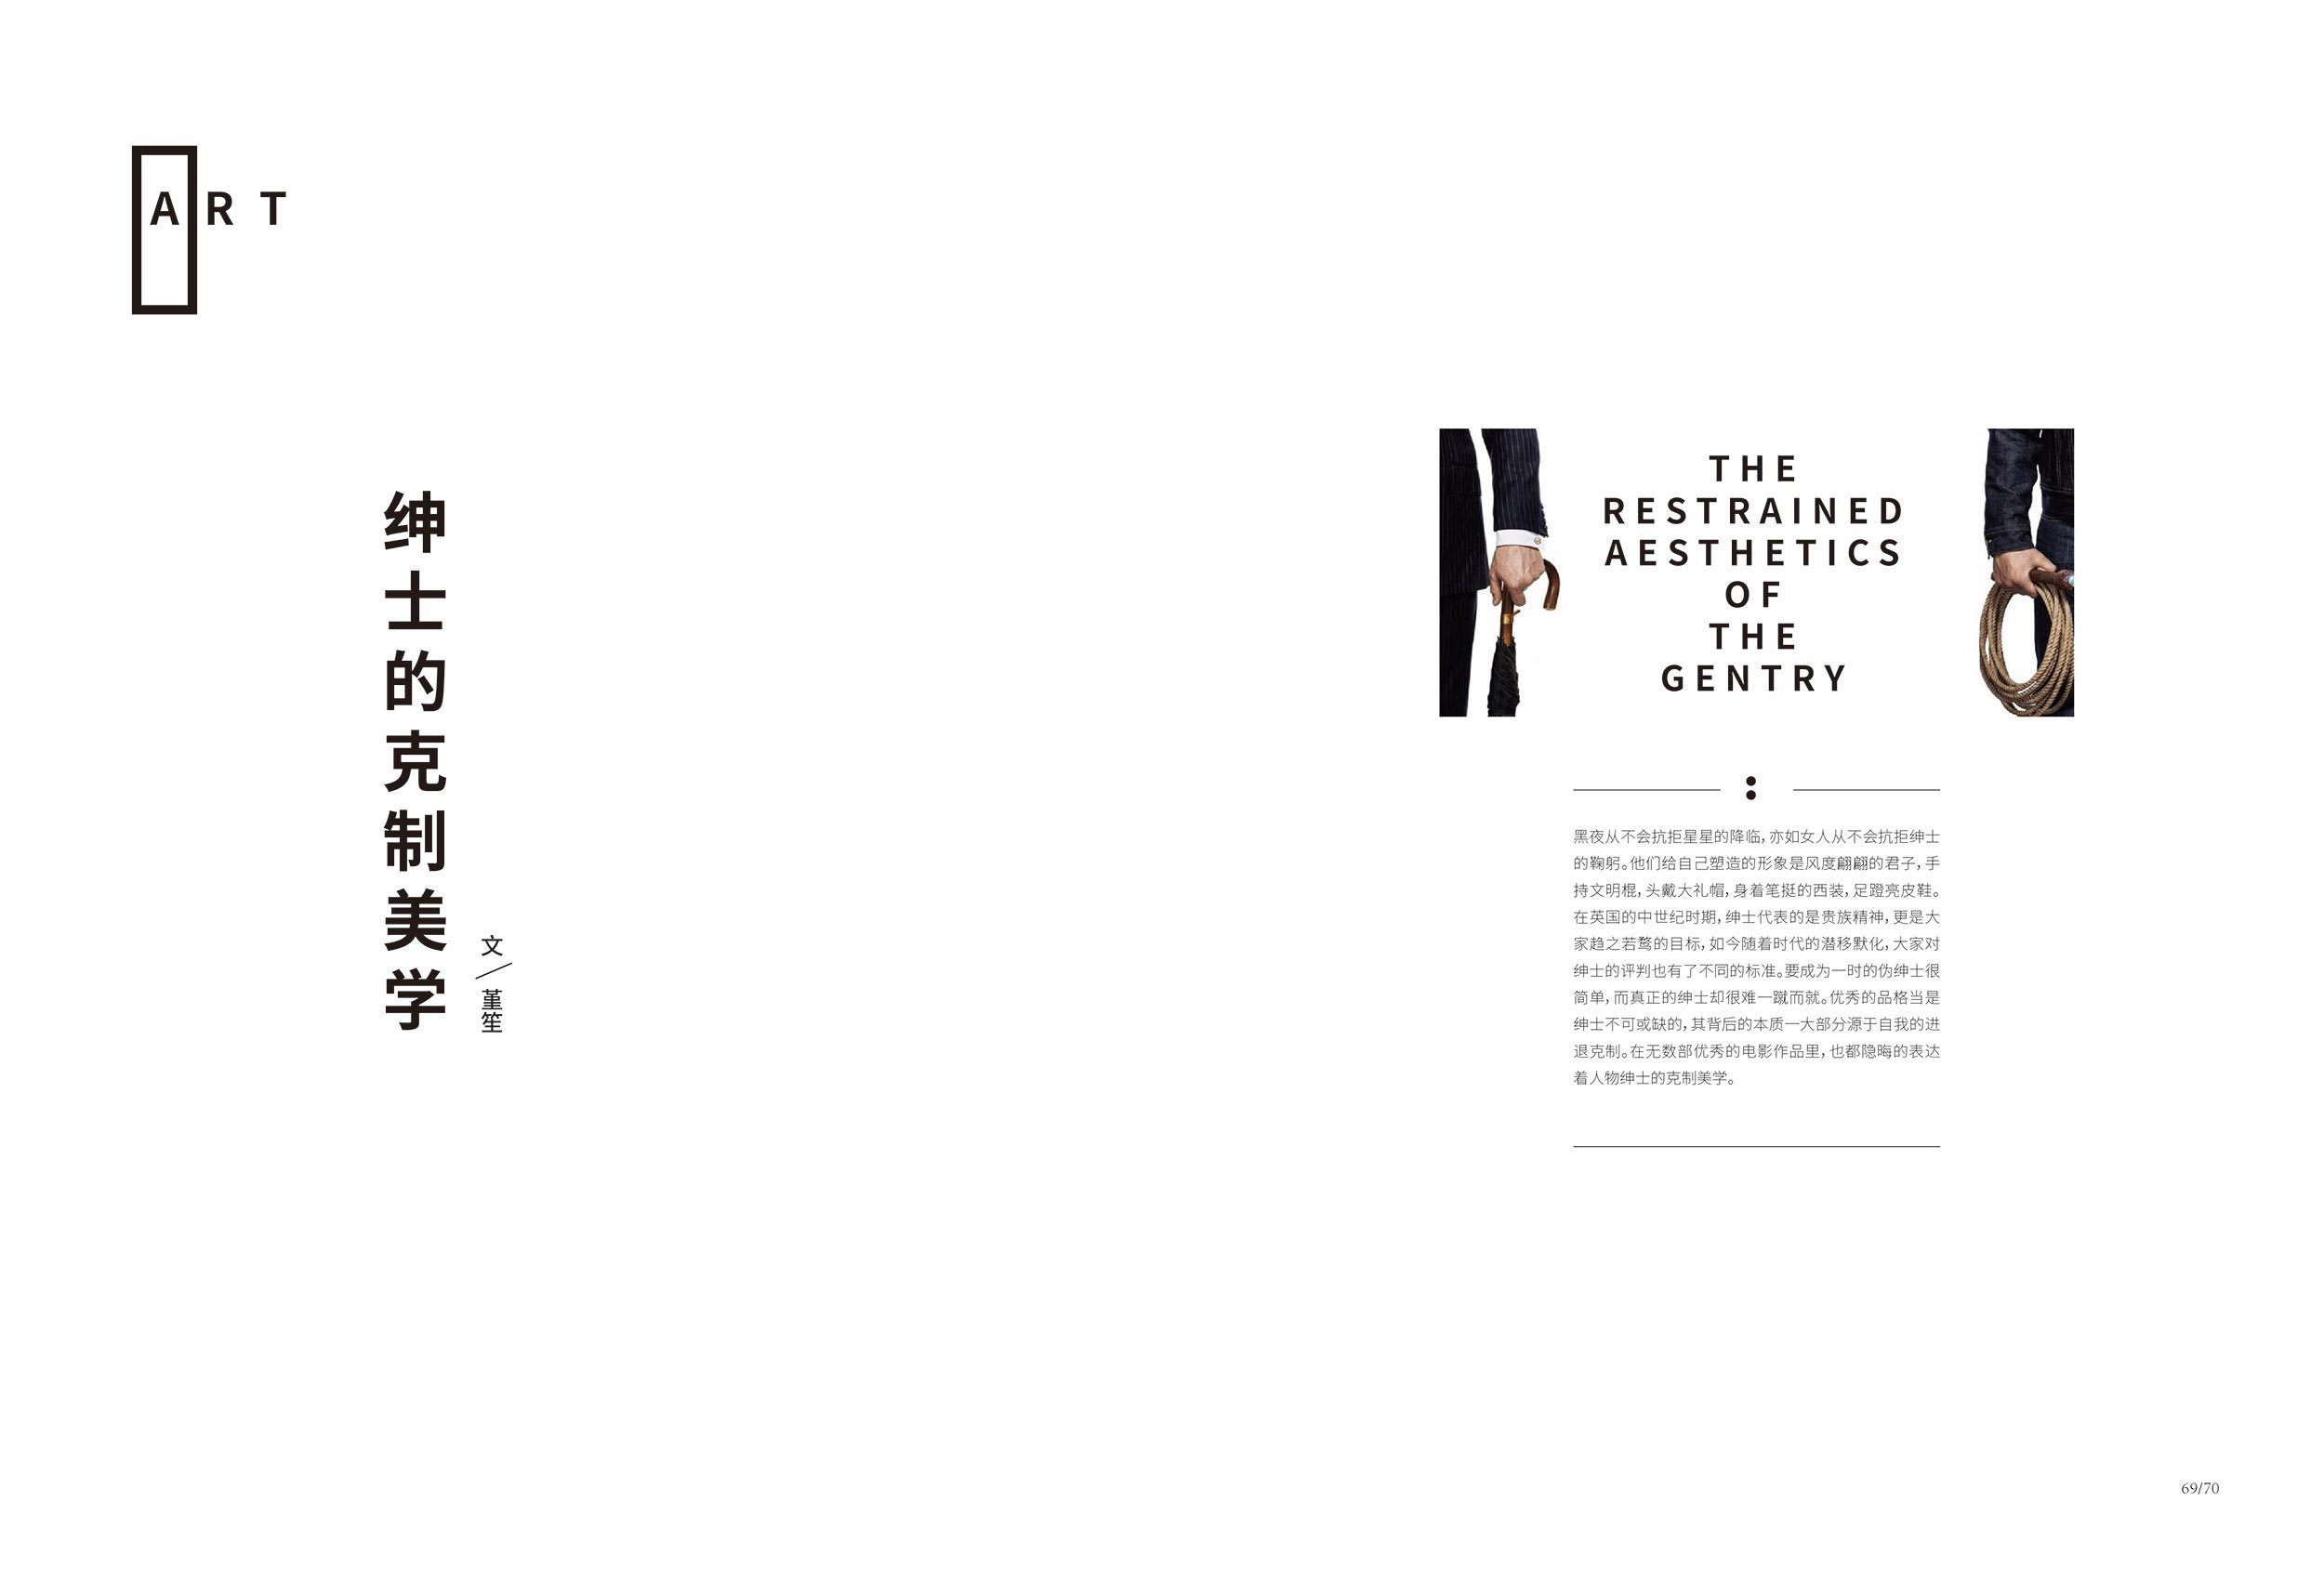 ART
绅士的克制美学
文/堇笙
THE
RESTRAINED
AESTHETICS
OF
THE
GENTRY
黑夜从不会抗拒星星的降临，亦如女人从不会抗拒绅士
的鞠躬。他们给自己塑造的形象是风度翩翩的君子，手
持文明棍，头戴大礼帽，身着笔挺的西装，足蹬亮皮鞋。
在英国的中世纪时期，绅士代表的是贵族精神，更是大
家趋之若鹜的目标，如今随着时代的潜移默化，大家对
绅士的评判也有了不同的标准。要成为一时的伪绅士很
简单，而真正的绅士却很难一蹴而就。优秀的品格当是
绅士不可或缺的，其背后的本质一大部分源于自我的进
退克制。在无数部优秀的电影作品里，也都隐晦的表达
着人物绅士的克制美学。
69/70